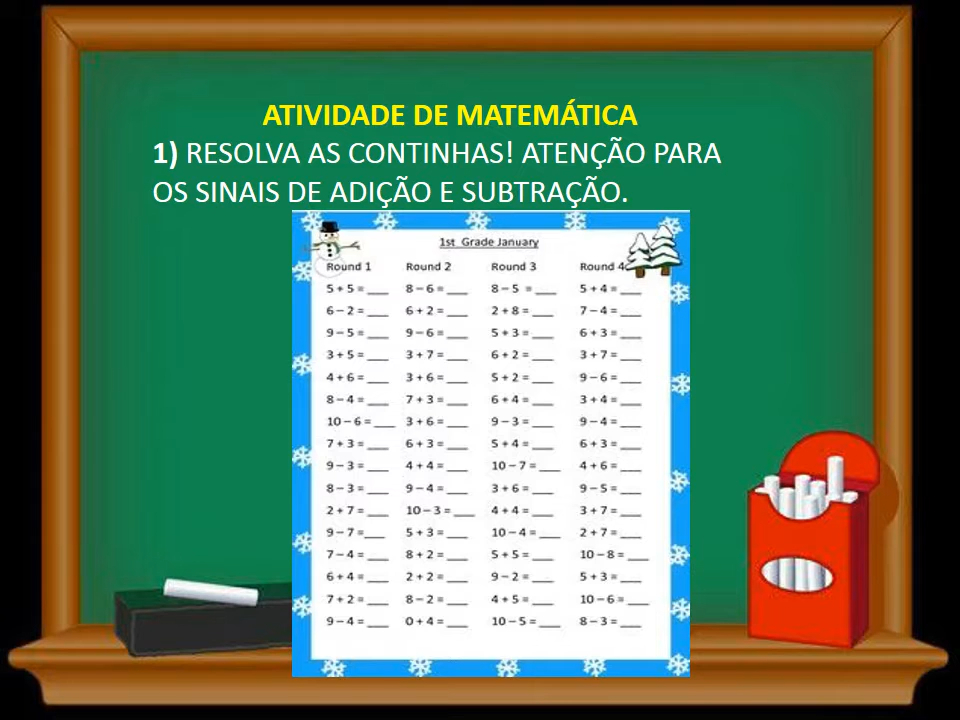 ATIVIDADE DE MATEMÁTICA
1) RESOLVA AS CONTINHAS! ATENÇÃO PARA
OS SINAIS DE ADIÇÃO E SUBTRAÇÃO.
1st Grade January
Round 1 Round 2 Round 3 Round 4
5 + 5 = ___ 8 – 6 = ___ 8 – 5 = ___ 5 + 4 = ___
6 – 2 = ___ 6 + 2 = ___ 2 + 8 = ___ 7 – 4 = ___
9 – 5 = ___ 9 – 6 = ___ 5 + 3 = ___ 6 + 3 = ___
3 + 5 = ___ 3 + 7 = ___ 6 + 2 = ___ 3 + 7 = ___
4 + 6 = ___ 3 + 6 = ___ 5 + 2 = ___ 9 – 6 = ___
8 – 4 = ___ 7 + 3 = ___ 6 + 4 = ___ 3 + 4 = ___
10 – 6 = ___ 3 + 6 = ___ 9 – 3 = ___ 9 – 4 = ___
7 + 3 = ___ 6 + 3 = ___ 5 + 4 = ___ 6 + 3 = ___
9 – 3 = ___ 4 + 4 = ___ 10 – 7 = ___ 4 + 6 = ___
8 – 3 = ___ 9 – 4 = ___ 3 + 6 = ___ 9 – 5 = ___
2 + 7 = ___ 10 – 3 = ___ 4 + 4 = ___ 3 + 7 = ___
9 – 7 = ___ 5 + 3 = ___ 10 – 4 = ___ 2 + 7 = ___
7 – 4 = ___ 8 + 2 = ___ 5 + 5 = ___ 10 – 8 = ___
6 + 4 = ___ 2 + 2 = ___ 9 – 2 = ___ 5 + 3 = ___
7 + 2 = ___ 8 – 2 = ___ 4 + 5 = ___ 10 – 6 = ___
9 – 4 = ___ 0 + 4 = ___ 10 – 5 = ___ 8 – 3 = ___